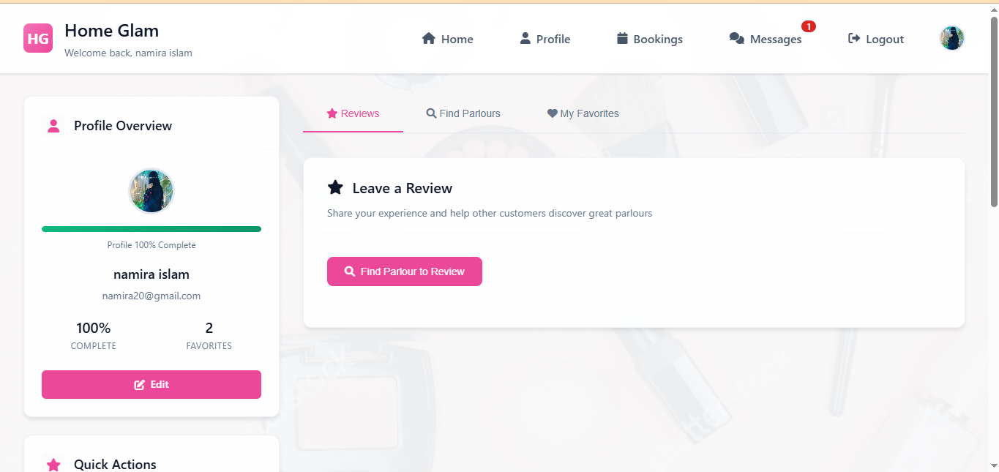 HG
Home Glam
Welcome back, namira islam
Home
Profile
Bookings
Messages
1
Logout
Profile Overview
Profile 100% Complete
namira islam
namira20@gmail.com
100%
COMPLETE
2
FAVORITES
Edit
Quick Actions
Reviews
Find Parlours
My Favorites
Leave a Review
Share your experience and help other customers discover great parlours
Find Parlour to Review